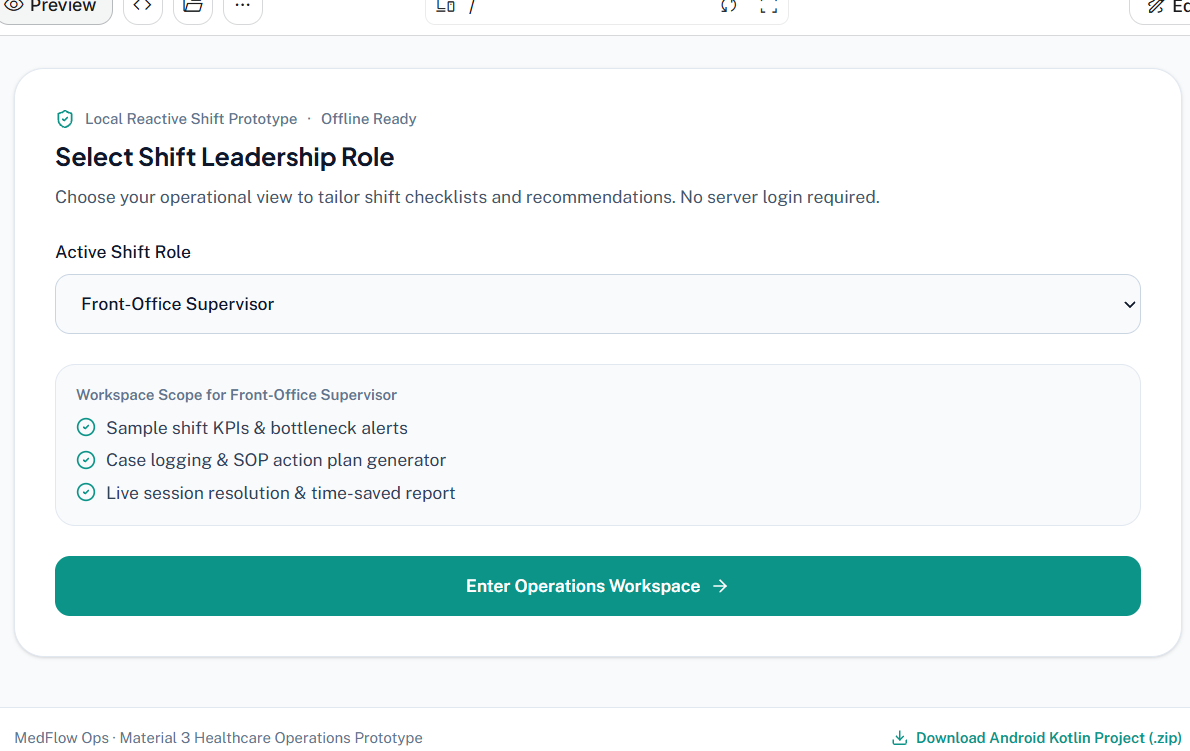 Preview
/
Local Reactive Shift Prototype · Offline Ready
Select Shift Leadership Role
Choose your operational view to tailor shift checklists and recommendations. No server login required.
Active Shift Role
Front-Office Supervisor
Workspace Scope for Front-Office Supervisor
Sample shift KPIs & bottleneck alerts
Case logging & SOP action plan generator
Live session resolution & time-saved report
Enter Operations Workspace →
MedFlow Ops · Material 3 Healthcare Operations Prototype
Download Android Kotlin Project (.zip)